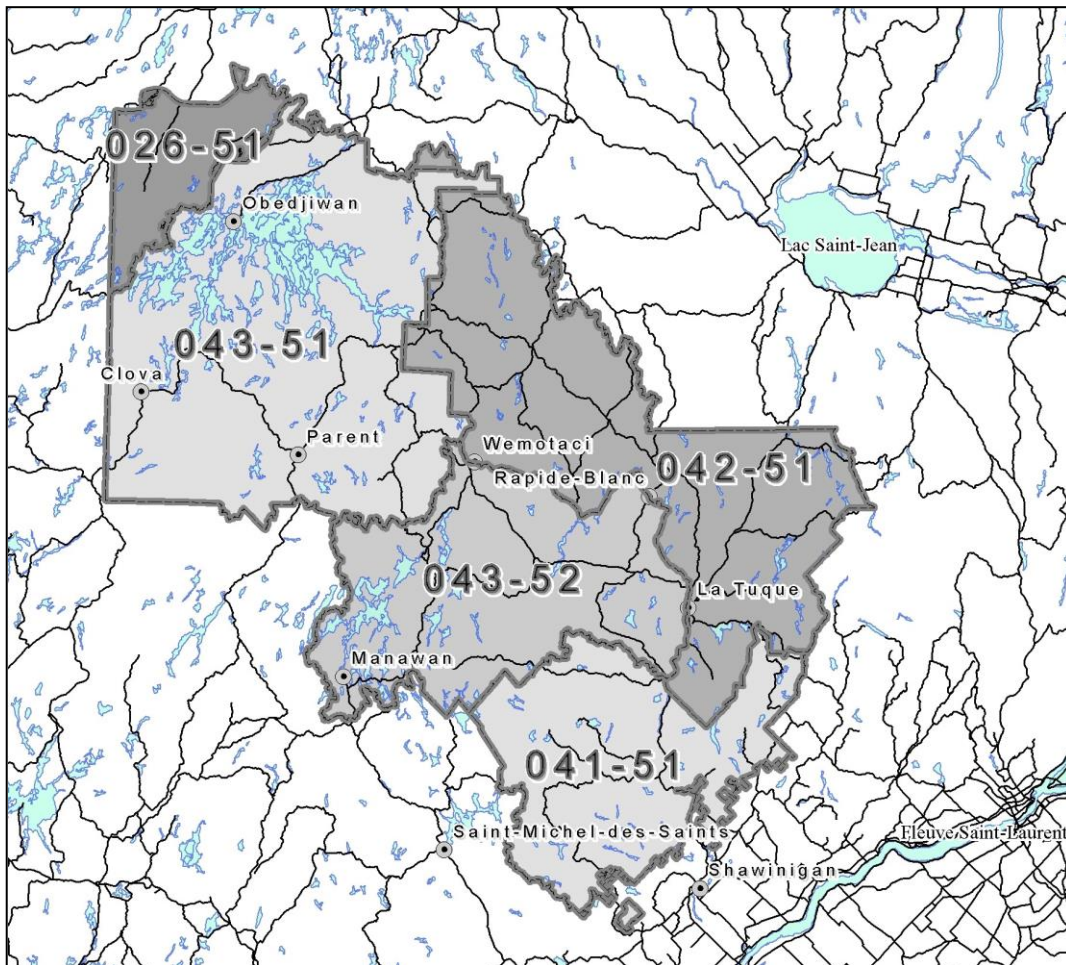 026-51
Obedjiwan
Lac Saint-Jean
043-51
Clova
Parent
Wemotaci
Rapide-Blanc
042-51
043-52
La Tuque
Manawan
041-51
Saint-Michel-des-Saints
Fleuve Saint-Laurent
Shawinigan